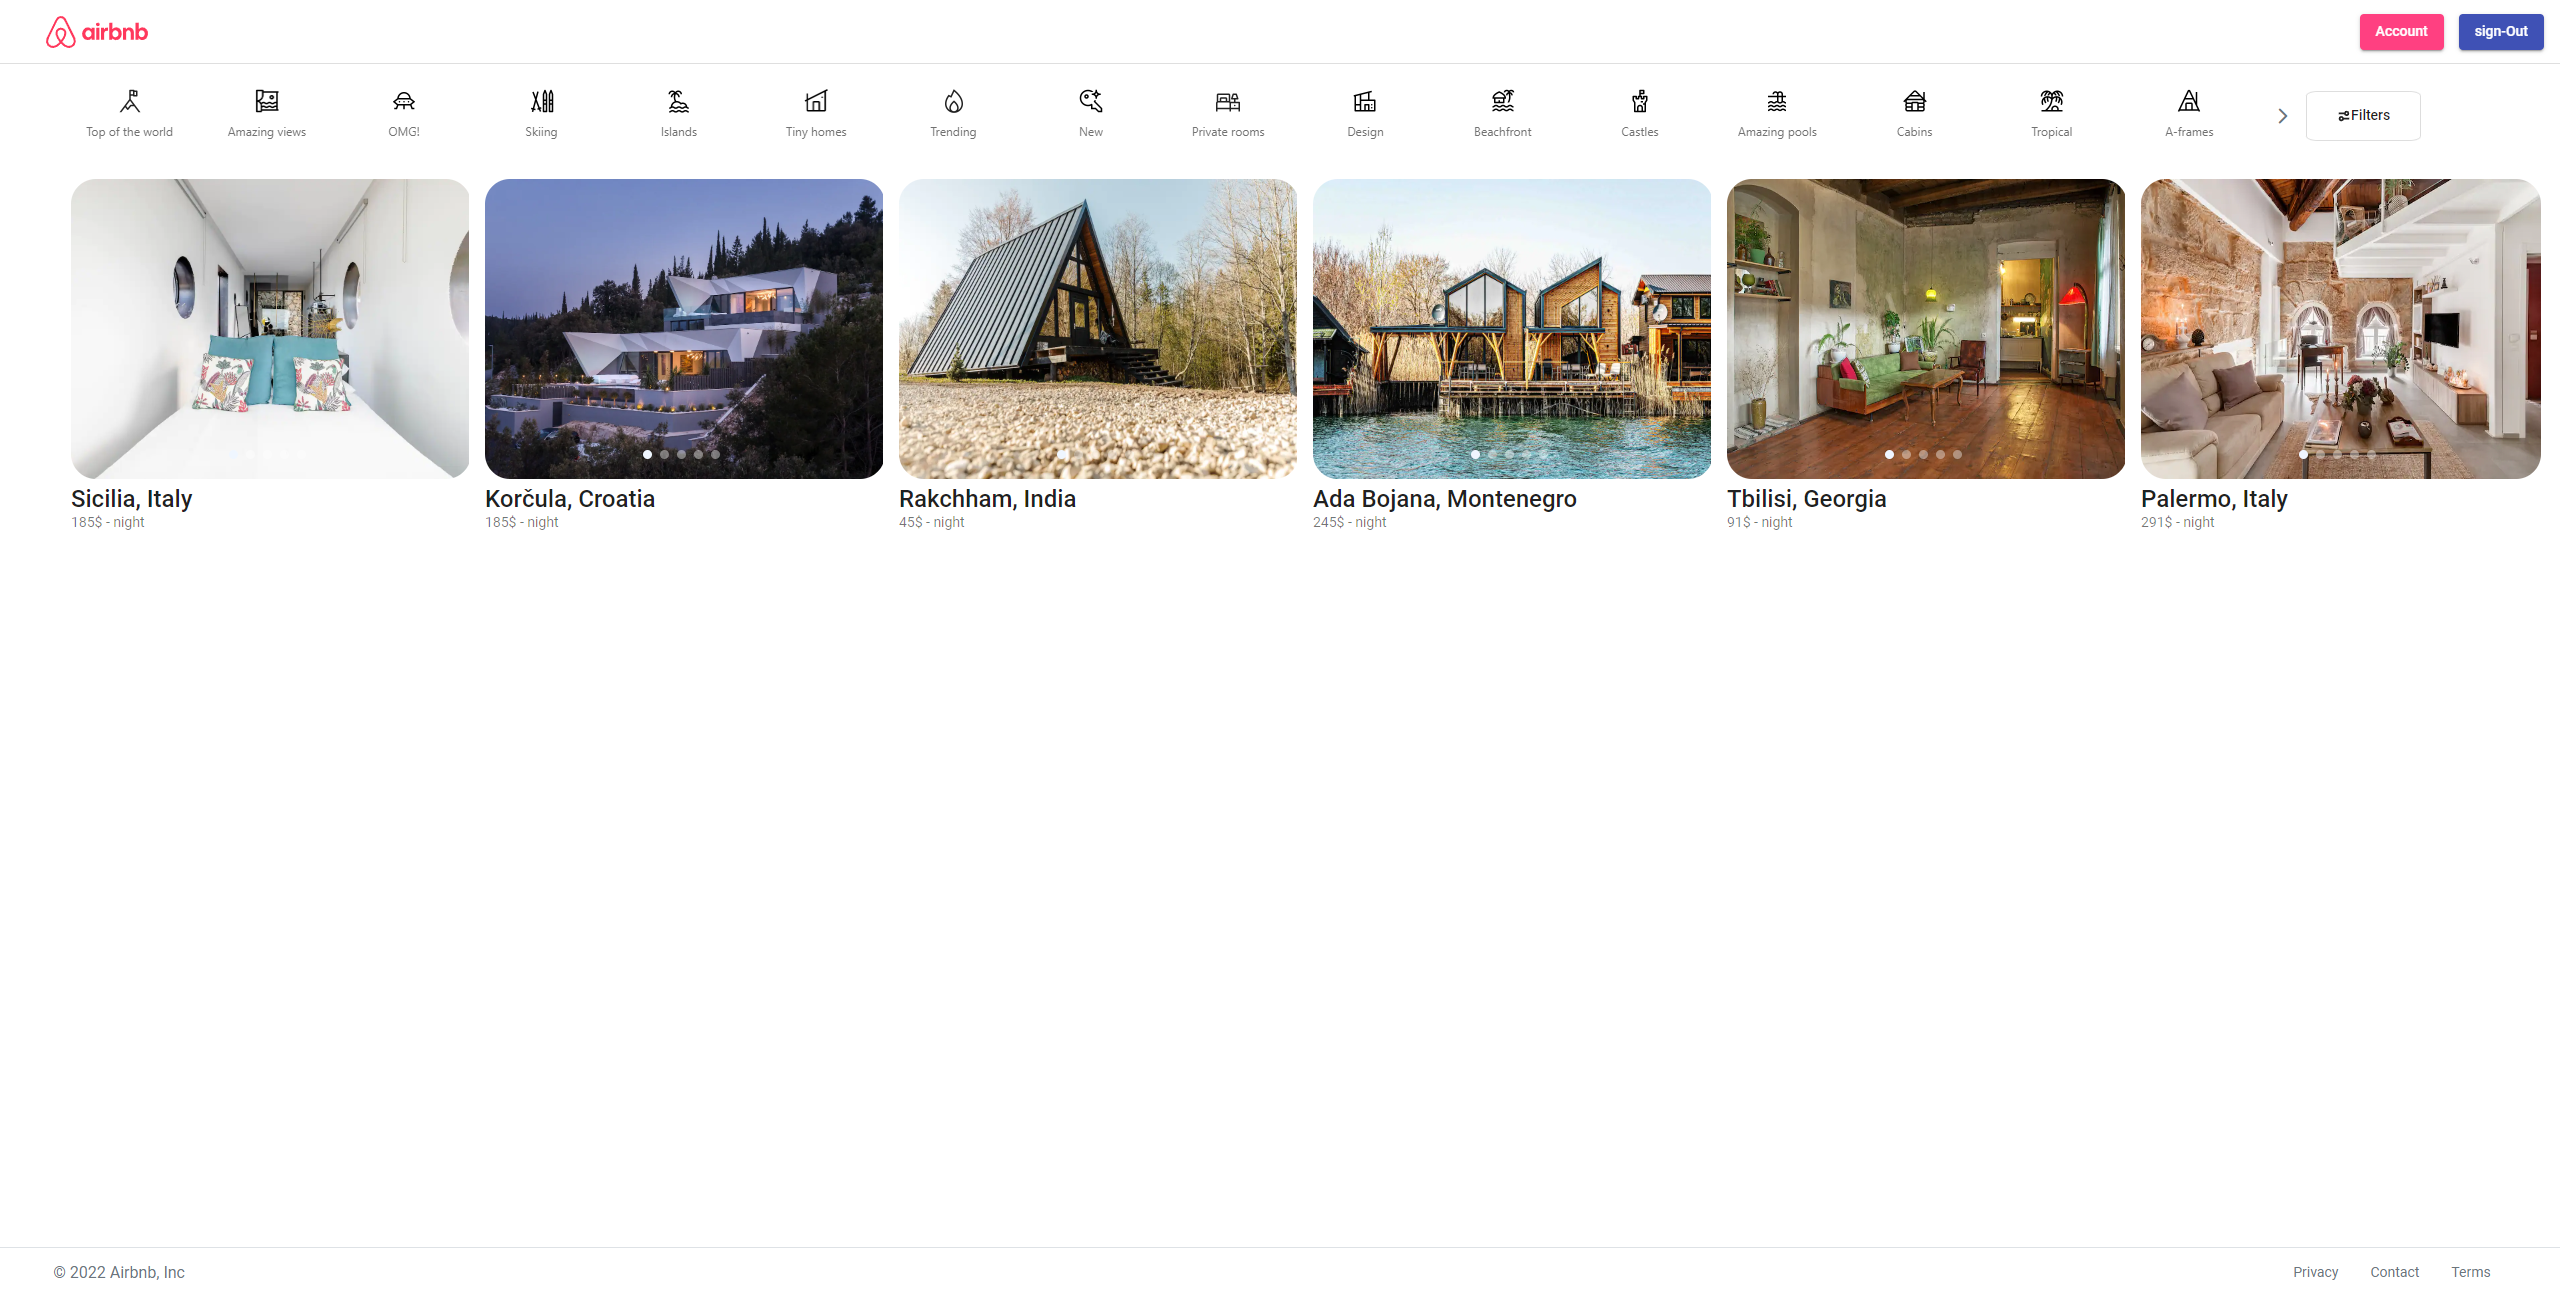 airbnb
Account
sign-Out
Top of the world
Amazing views
OMG!
Skiing
Islands
Tiny homes
Trending
New
Private rooms
Design
Beachfront
Castles
Amazing pools
Cabins
Tropical
A-frames
Filters
Sicilia, Italy
185$ - night
Korčula, Croatia
185$ - night
Rakchham, India
45$ - night
Ada Bojana, Montenegro
245$ - night
Tbilisi, Georgia
91$ - night
Palermo, Italy
291$ - night
© 2022 Airbnb, Inc
Privacy
Contact
Terms